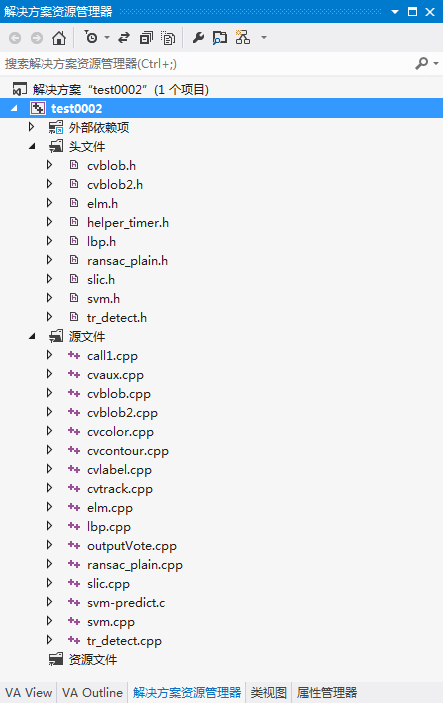 解决方案资源管理器
搜索解决方案资源管理器(Ctrl+;)
解决方案“test0002”(1 个项目)
test0002
外部依赖项
头文件
cvblob.h
cvblob2.h
elm.h
helper_timer.h
lbp.h
ransac_plain.h
slic.h
svm.h
tr_detect.h
源文件
call1.cpp
cvaux.cpp
cvblob.cpp
cvblob2.cpp
cvcolor.cpp
cvcontour.cpp
cvlabel.cpp
cvtrack.cpp
elm.cpp
lbp.cpp
outputVote.cpp
ransac_plain.cpp
slic.cpp
svm-predict.c
svm.cpp
tr_detect.cpp
资源文件
VA View VA Outline 解决方案资源管理器 类视图 属性管理器